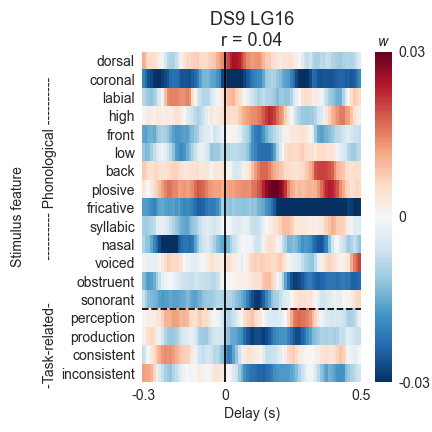 DS9 LG16
r = 0.04
w
dorsal
coronal
labial
high
front
low
back
plosive
fricative
syllabic
nasal
voiced
obstruent
sonorant
perception
production
consistent
inconsistent
Stimulus feature
---------- Phonological ----------
-Task-related-
-0.3
0
0.5
Delay (s)
0.03
0
-0.03